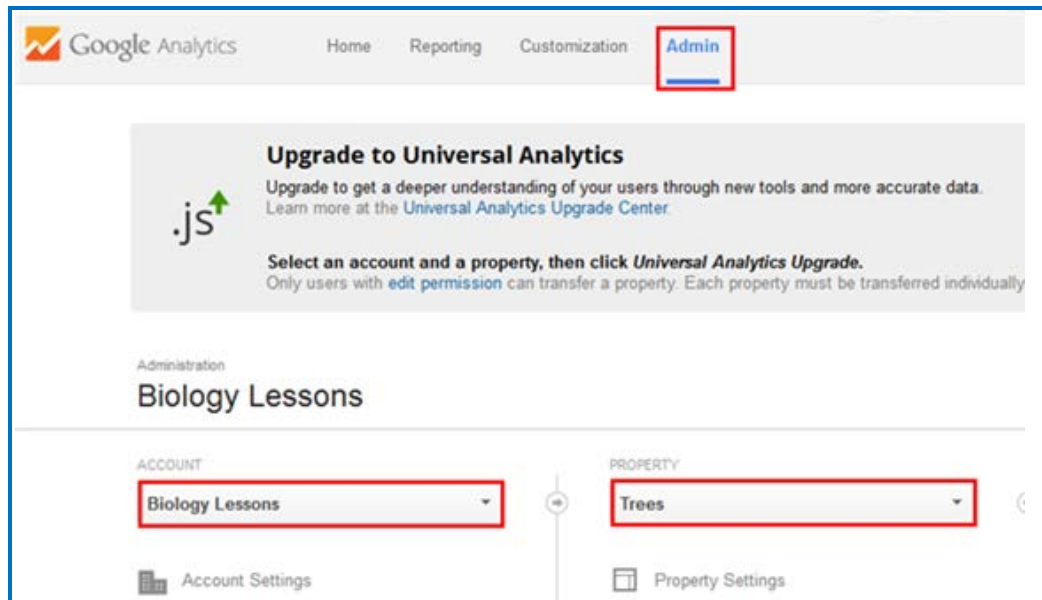 Google Analytics Home Reporting Customization Admin
Upgrade to Universal Analytics
Upgrade to get a deeper understanding of your users through new tools and more accurate data.
Learn more at the Universal Analytics Upgrade Center.
.js
Select an account and a property, then click Universal Analytics Upgrade.
Only users with edit permission can transfer a property. Each property must be transferred individually
Administration
Biology Lessons
ACCOUNT PROPERTY
Biology Lessons Trees
Account Settings Property Settings